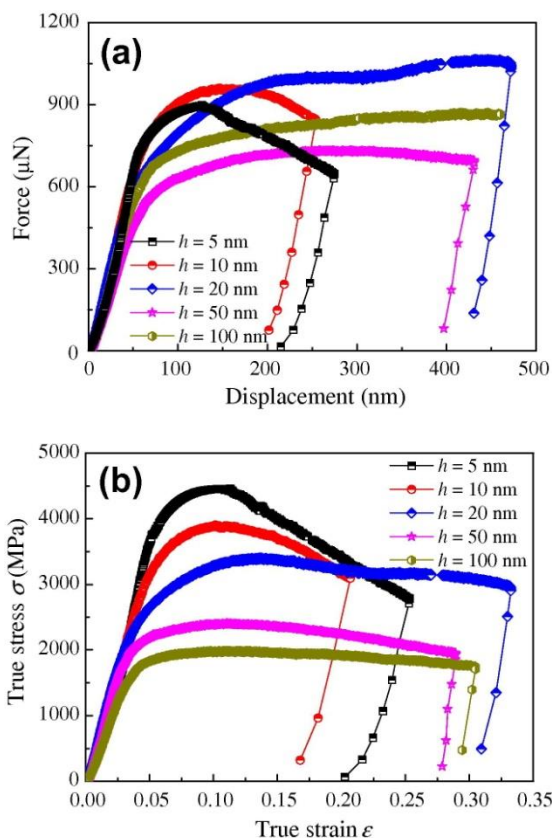 (a)
1200
900
600
300
0
Force (μN)
h = 5 nm
h = 10 nm
h = 20 nm
h = 50 nm
h = 100 nm
0 100 200 300 400 500
Displacement (nm)
(b)
5000
4000
3000
2000
1000
0
True stress σ (MPa)
h = 5 nm
h = 10 nm
h = 20 nm
h = 50 nm
h = 100 nm
0.00 0.05 0.10 0.15 0.20 0.25 0.30 0.35
True strain ε